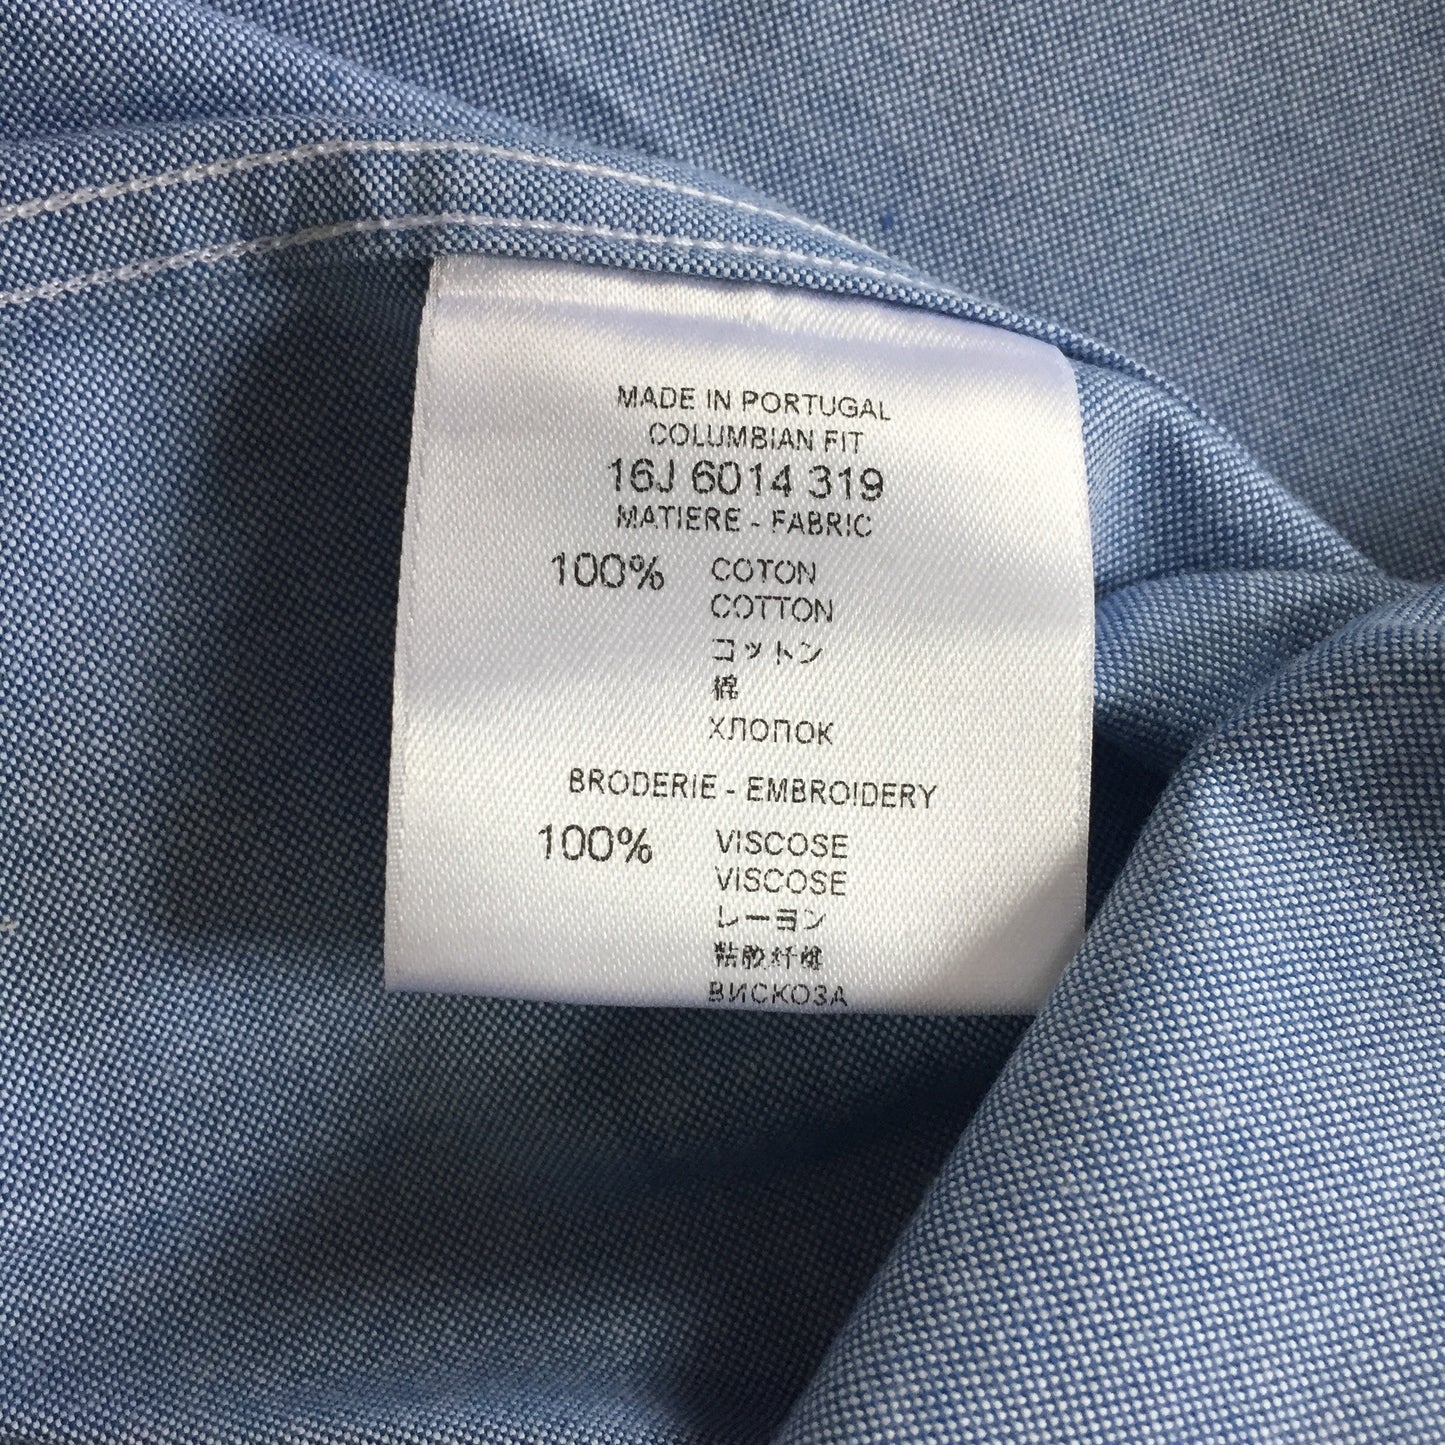 MADE IN PORTUGAL
COLUMBIAN FIT
16J 6014 319
MATIERE - FABRIC
100% COTON
COTTON
コットン
棉
ХЛОПОК
BRODERIE - EMBROIDERY
100% VISCOSE
VISCOSE
レーヨン
粘胶纤维
ВИСКОЗА